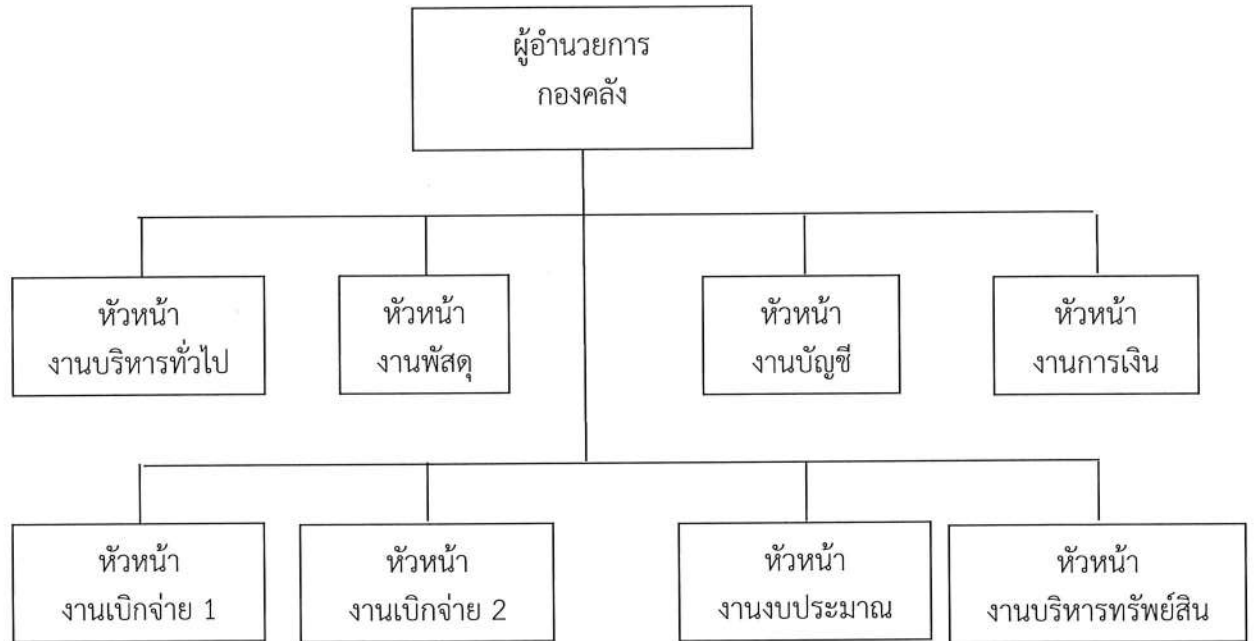 ผู้อำนวยการ
กองคลัง
หัวหน้า
งานบริหารทั่วไป
หัวหน้า
งานพัสดุ
หัวหน้า
งานบัญชี
หัวหน้า
งานการเงิน
หัวหน้า
งานเบิกจ่าย 1
หัวหน้า
งานเบิกจ่าย 2
หัวหน้า
งานงบประมาณ
หัวหน้า
งานบริหารทรัพย์สิน